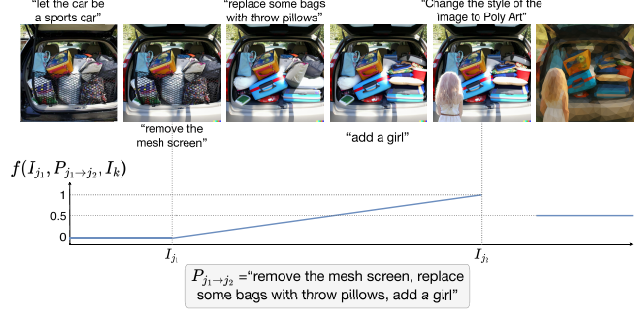 “let the car be
a sports car”
“replace some bags
with throw pillows”
“Change the style of the
image to Poly Art”
“remove the
mesh screen”
“add a girl”
f(I_{j_1}, P_{j_1→j_2}, I_k)
1
0.5
0
I_{j_1}
I_{j_2}
P_{j_1→j_2} =“remove the mesh screen, replace
some bags with throw pillows, add a girl”